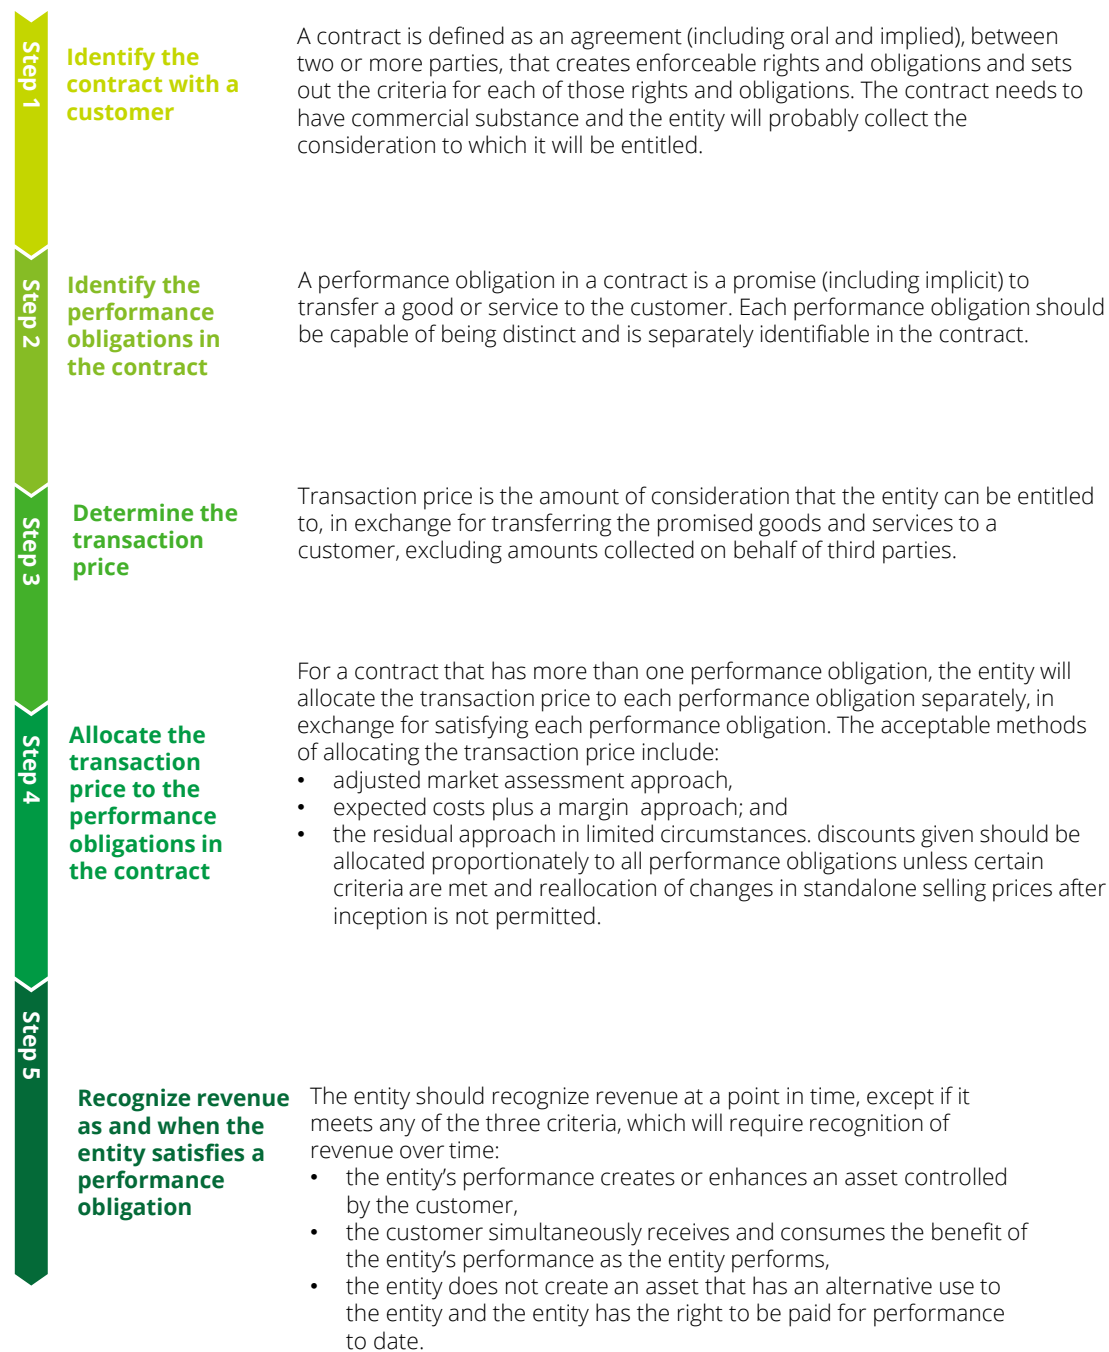 Step 1
Identify the
contract with a
customer
A contract is defined as an agreement (including oral and implied), between
two or more parties, that creates enforceable rights and obligations and sets
out the criteria for each of those rights and obligations. The contract needs to
have commercial substance and the entity will probably collect the
consideration to which it will be entitled.
Step 2
Identify the
performance
obligations in
the contract
A performance obligation in a contract is a promise (including implicit) to
transfer a good or service to the customer. Each performance obligation should
be capable of being distinct and is separately identifiable in the contract.
Step 3
Determine the
transaction
price
Transaction price is the amount of consideration that the entity can be entitled
to, in exchange for transferring the promised goods and services to a
customer, excluding amounts collected on behalf of third parties.
Step 4
Allocate the
transaction
price to the
performance
obligations in
the contract
For a contract that has more than one performance obligation, the entity will
allocate the transaction price to each performance obligation separately, in
exchange for satisfying each performance obligation. The acceptable methods
of allocating the transaction price include:
• adjusted market assessment approach,
• expected costs plus a margin  approach; and
• the residual approach in limited circumstances. discounts given should be
allocated proportionately to all performance obligations unless certain
criteria are met and reallocation of changes in standalone selling prices after
inception is not permitted.
Step 5
Recognize revenue
as and when the
entity satisfies a
performance
obligation
The entity should recognize revenue at a point in time, except if it
meets any of the three criteria, which will require recognition of
revenue over time:
• the entity's performance creates or enhances an asset controlled
by the customer,
• the customer simultaneously receives and consumes the benefit of
the entity's performance as the entity performs,
• the entity does not create an asset that has an alternative use to
the entity and the entity has the right to be paid for performance
to date.